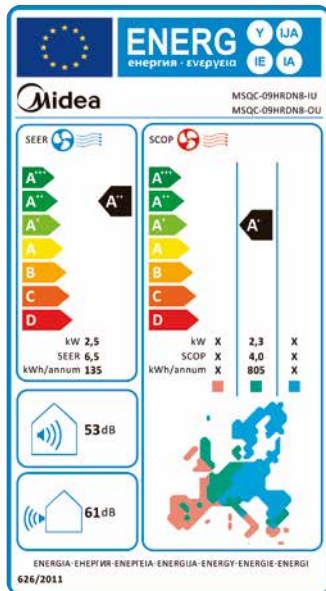 ENERG Y IJA
енергия · ενεργεια IE IA
Midea
MSQC-09HRDN8-IU
MSQC-09HRDN8-OU
SEER
SCOP
A+++
A++
A+
A
B
C
D
A++
kW 2,5
SEER 6,5
kWh/annum 135
A+++
A++
A+
A
B
C
D
A+
kW X 2,3 X
SCOP X 4,0 X
kWh/annum X 805 X
53dB
61dB
ENERGIA·ЕНЕРГИЯ·ΕΝΕΡΓΕΙΑ·ENERGIJA·ENERGY·ENERGIE·ENERGI
626/2011